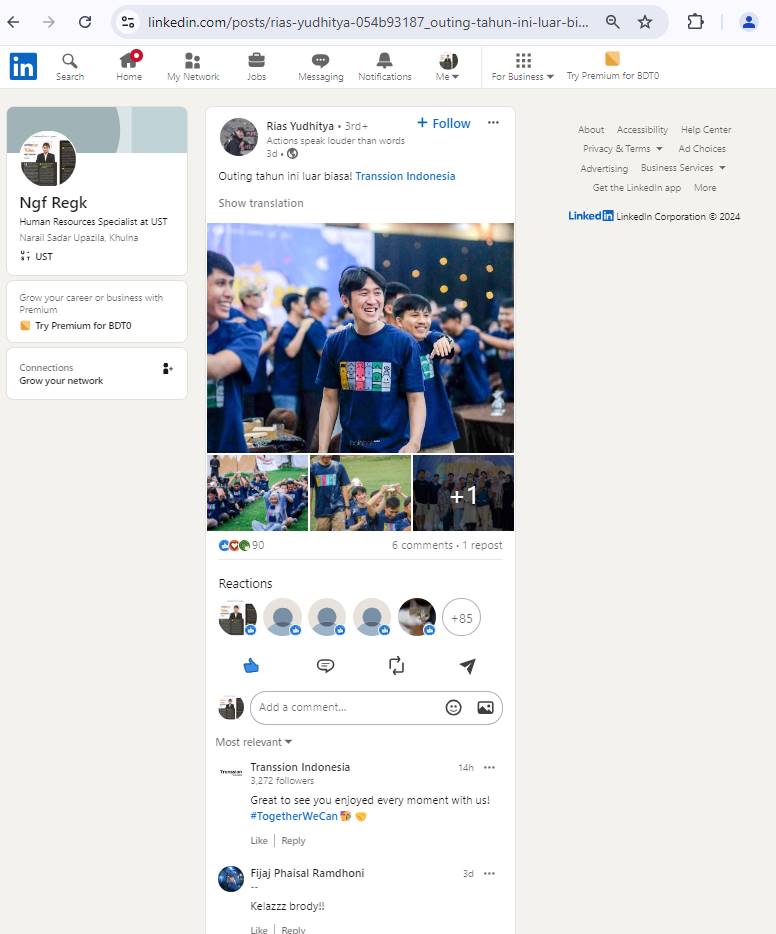 linkedin.com/posts/rias-yudhitya-054b93187_outing-tahun-ini-luar-bi...
in
Search
Home
My Network
Jobs
Messaging
Notifications
Me
For Business
Try Premium for BDT0
Ngf Regk
Human Resources Specialist at UST
Narail Sadar Upazila, Khulna
UST
Grow your career or business with
Premium
Try Premium for BDT0
Connections
Grow your network
Rias Yudhitya • 3rd+
+ Follow
Actions speak louder than words
3d •
Outing tahun ini luar biasa! Transsion Indonesia
Show translation
+1
90
6 comments • 1 repost
Reactions
+85
Add a comment...
Most relevant
Transsion Indonesia
14h
3,272 followers
Great to see you enjoyed every moment with us!
#TogetherWeCan
Like
Reply
Fijaj Phaisal Ramdhoni
3d
--
Kelazzz brody!!
Like
Reply
About
Accessibility
Help Center
Privacy & Terms
Ad Choices
Advertising
Business Services
Get the LinkedIn app
More
LinkedIn LinkedIn Corporation © 2024